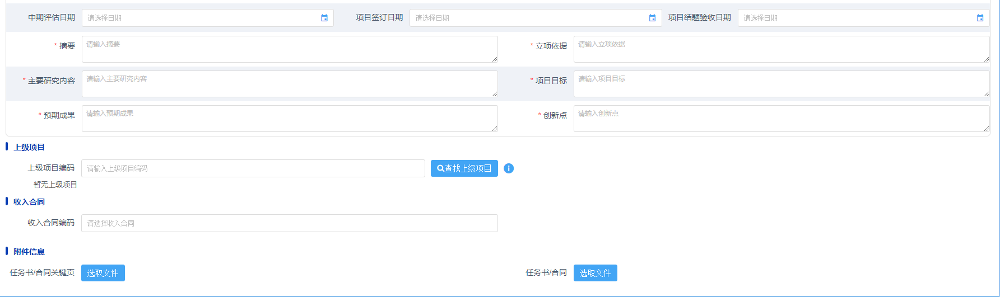 中期评估日期 请选择日期 项目签订日期 请选择日期 项目结题验收日期 请选择日期
* 摘要 请输入摘要 * 立项依据 请输入立项依据
* 主要研究内容 请输入主要研究内容 * 项目目标 请输入项目目标
* 预期成果 请输入预期成果 * 创新点 请输入创新点
上级项目
上级项目编码 请输入上级项目编码 查找上级项目
暂无上级项目
收入合同
收入合同编码 请选择收入合同
附件信息
任务书/合同关键页 选取文件 任务书/合同 选取文件